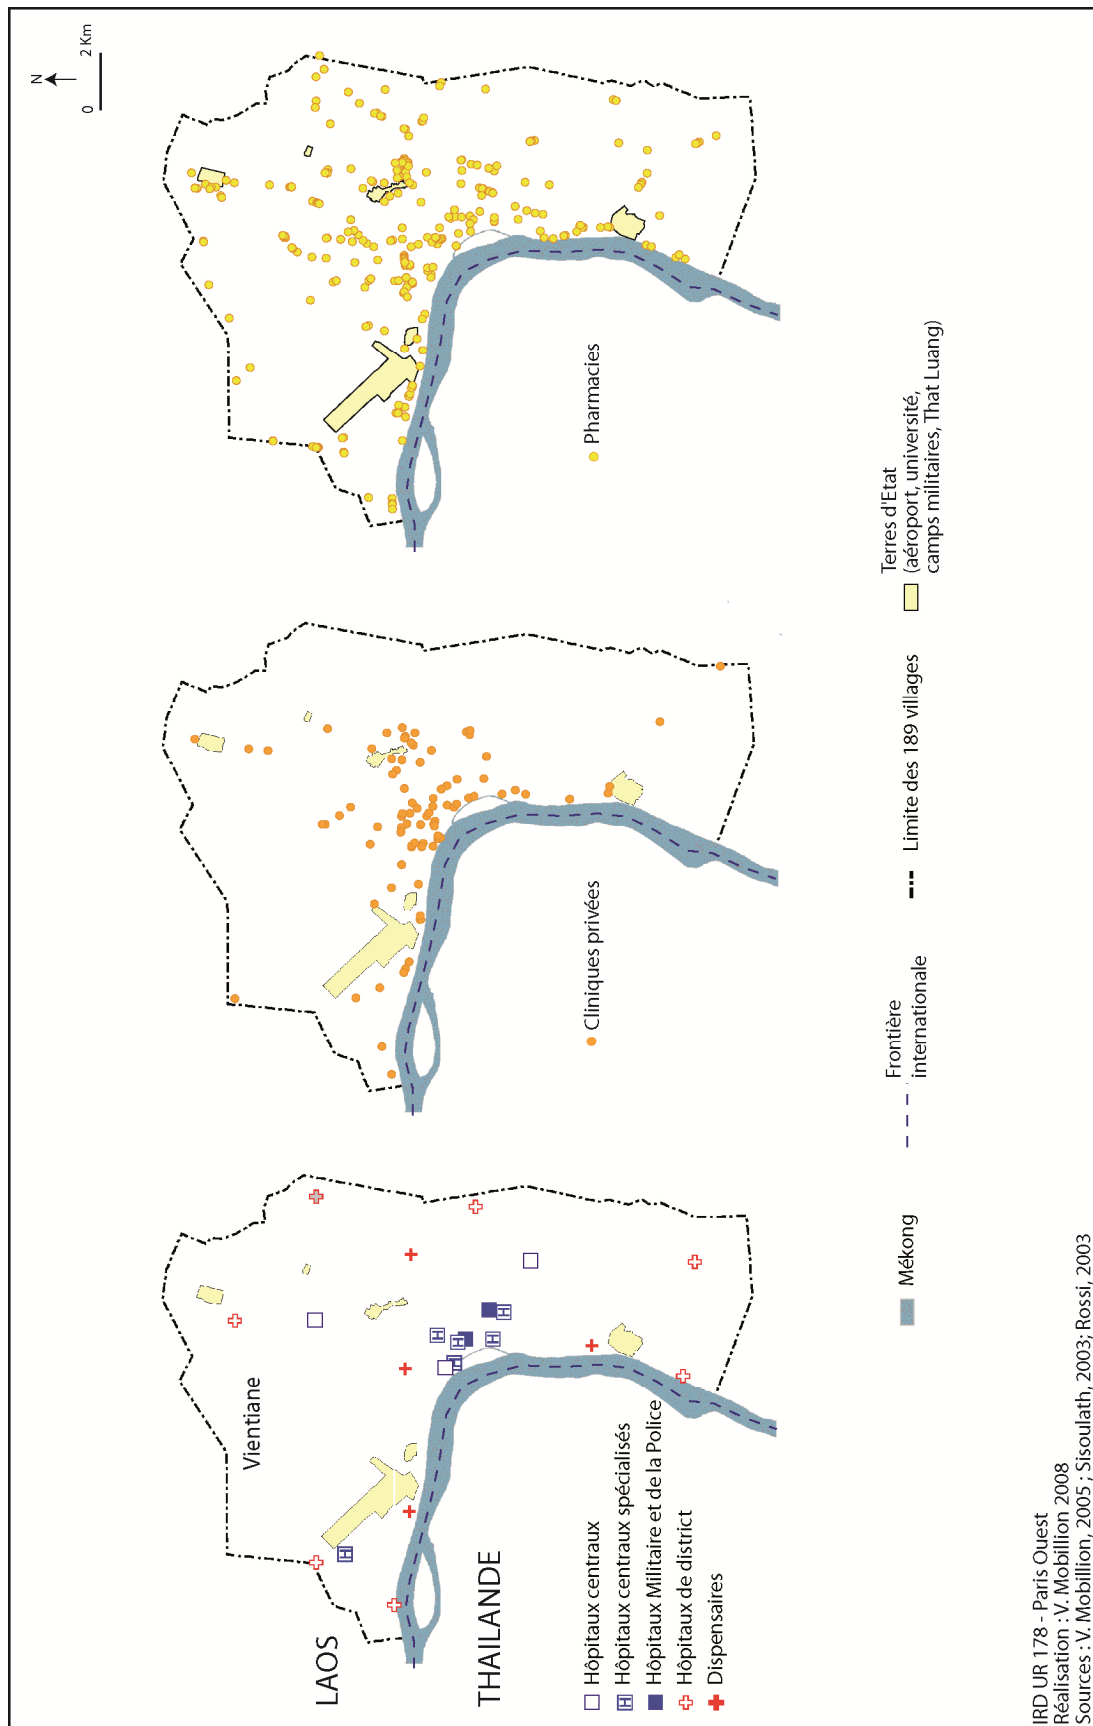 N
0 2 Km
Vientiane
LAOS
THAILANDE
Hôpitaux centraux
H Hôpitaux centraux spécialisés
Hôpitaux Militaire et de la Police
Hôpitaux de district
Dispensaires
H
H
H
H
H
Cliniques privées
Pharmacies
Mékong
Frontière
internationale
Limite des 189 villages
Terres d'Etat
(aéroport, université,
camps militaires, That Luang)
IRD UR 178 - Paris Ouest
Réalisation : V. Mobillion 2008
Sources : V. Mobillion, 2005 ; Sisoulath, 2003; Rossi, 2003